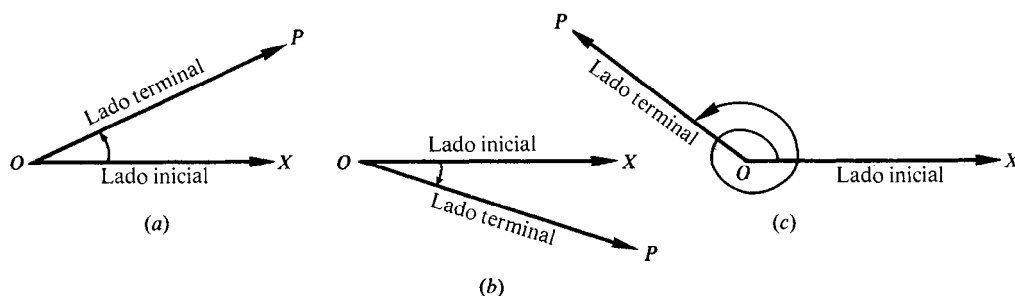 P
Lado terminal
O
X
Lado inicial
(a)
O
Lado inicial
X
Lado terminal
P
(b)
P
Lado terminal
O
X
Lado inicial
(c)